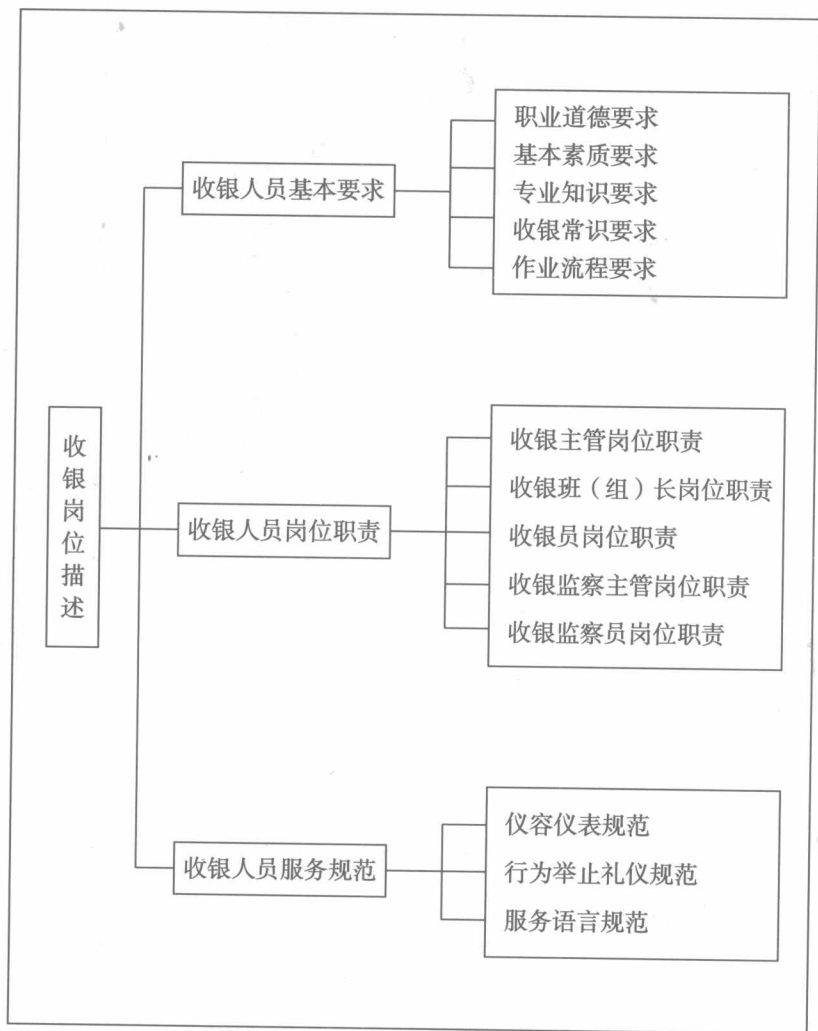 收银岗位描述
收银人员基本要求
职业道德要求
基本素质要求
专业知识要求
收银常识要求
作业流程要求
收银人员岗位职责
收银主管岗位职责
收银班（组）长岗位职责
收银员岗位职责
收银监察主管岗位职责
收银监察员岗位职责
收银人员服务规范
仪容仪表规范
行为举止礼仪规范
服务语言规范